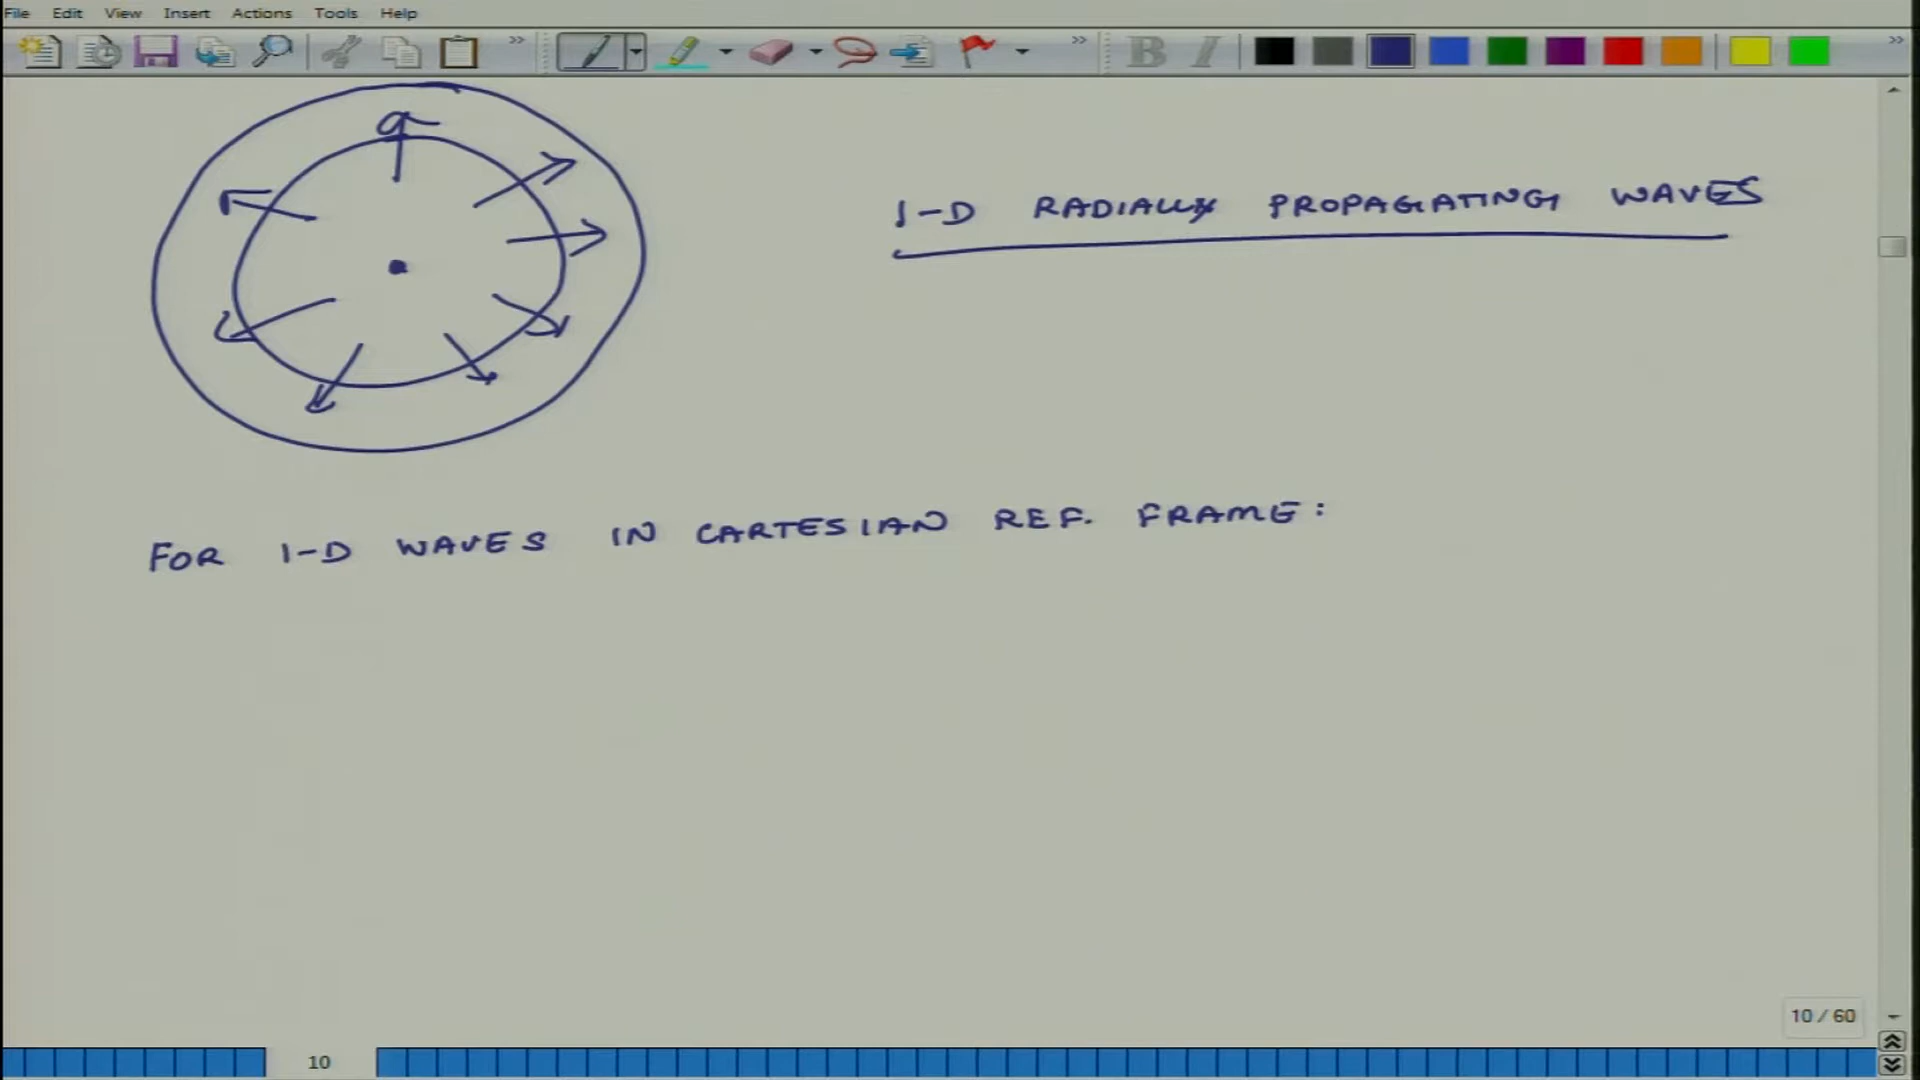 File Edit View Insert Actions Tools Help
B I
1-D RADIALLY PROPAGATING WAVES
FOR 1-D WAVES IN CARTESIAN REF. FRAME:
10 / 60
10